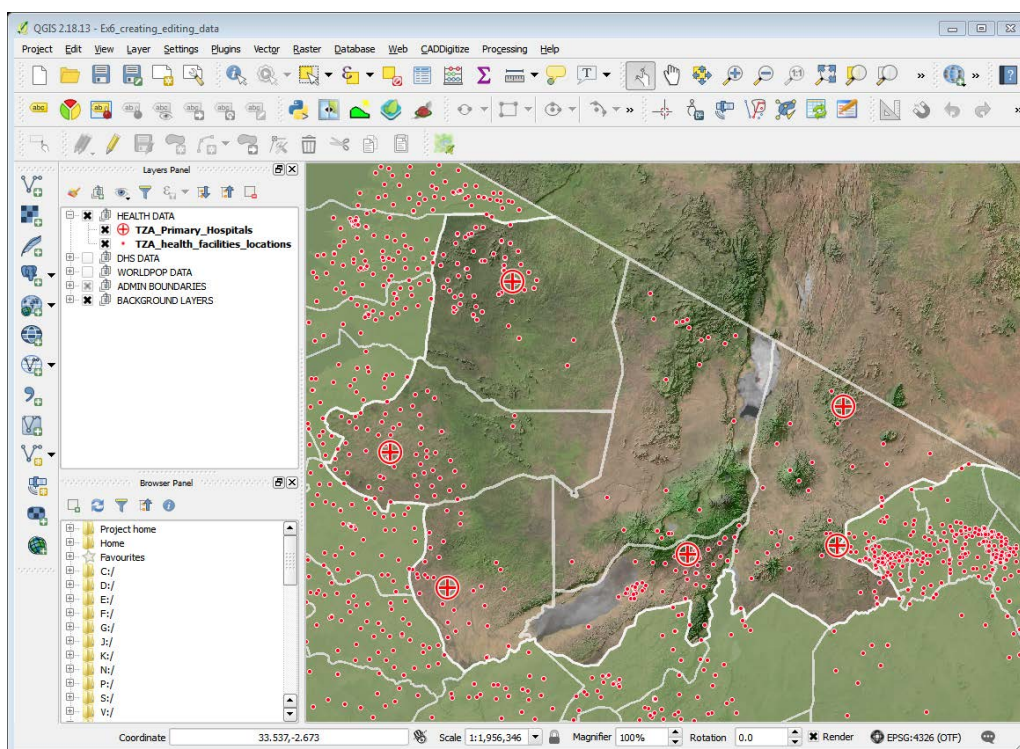 QGIS 2.18.13 - Ex6_creating_editing_data
Project Edit View Layer Settings Plugins Vector Raster Database Web CADDigitize Processing Help
Layers Panel
HEALTH DATA
TZA_Primary_Hospitals
TZA_health_facilities_locations
DHS DATA
WORLDPOP DATA
ADMIN BOUNDARIES
BACKGROUND LAYERS
Browser Panel
Project home
Home
Favourites
C:/
D:/
E:/
F:/
G:/
J:/
K:/
N:/
P:/
S:/
V:/
Coordinate 33.537,-2.673 Scale 1:1,956,346 Magnifier 100% Rotation 0.0 Render EPSG:4326 (OTF)